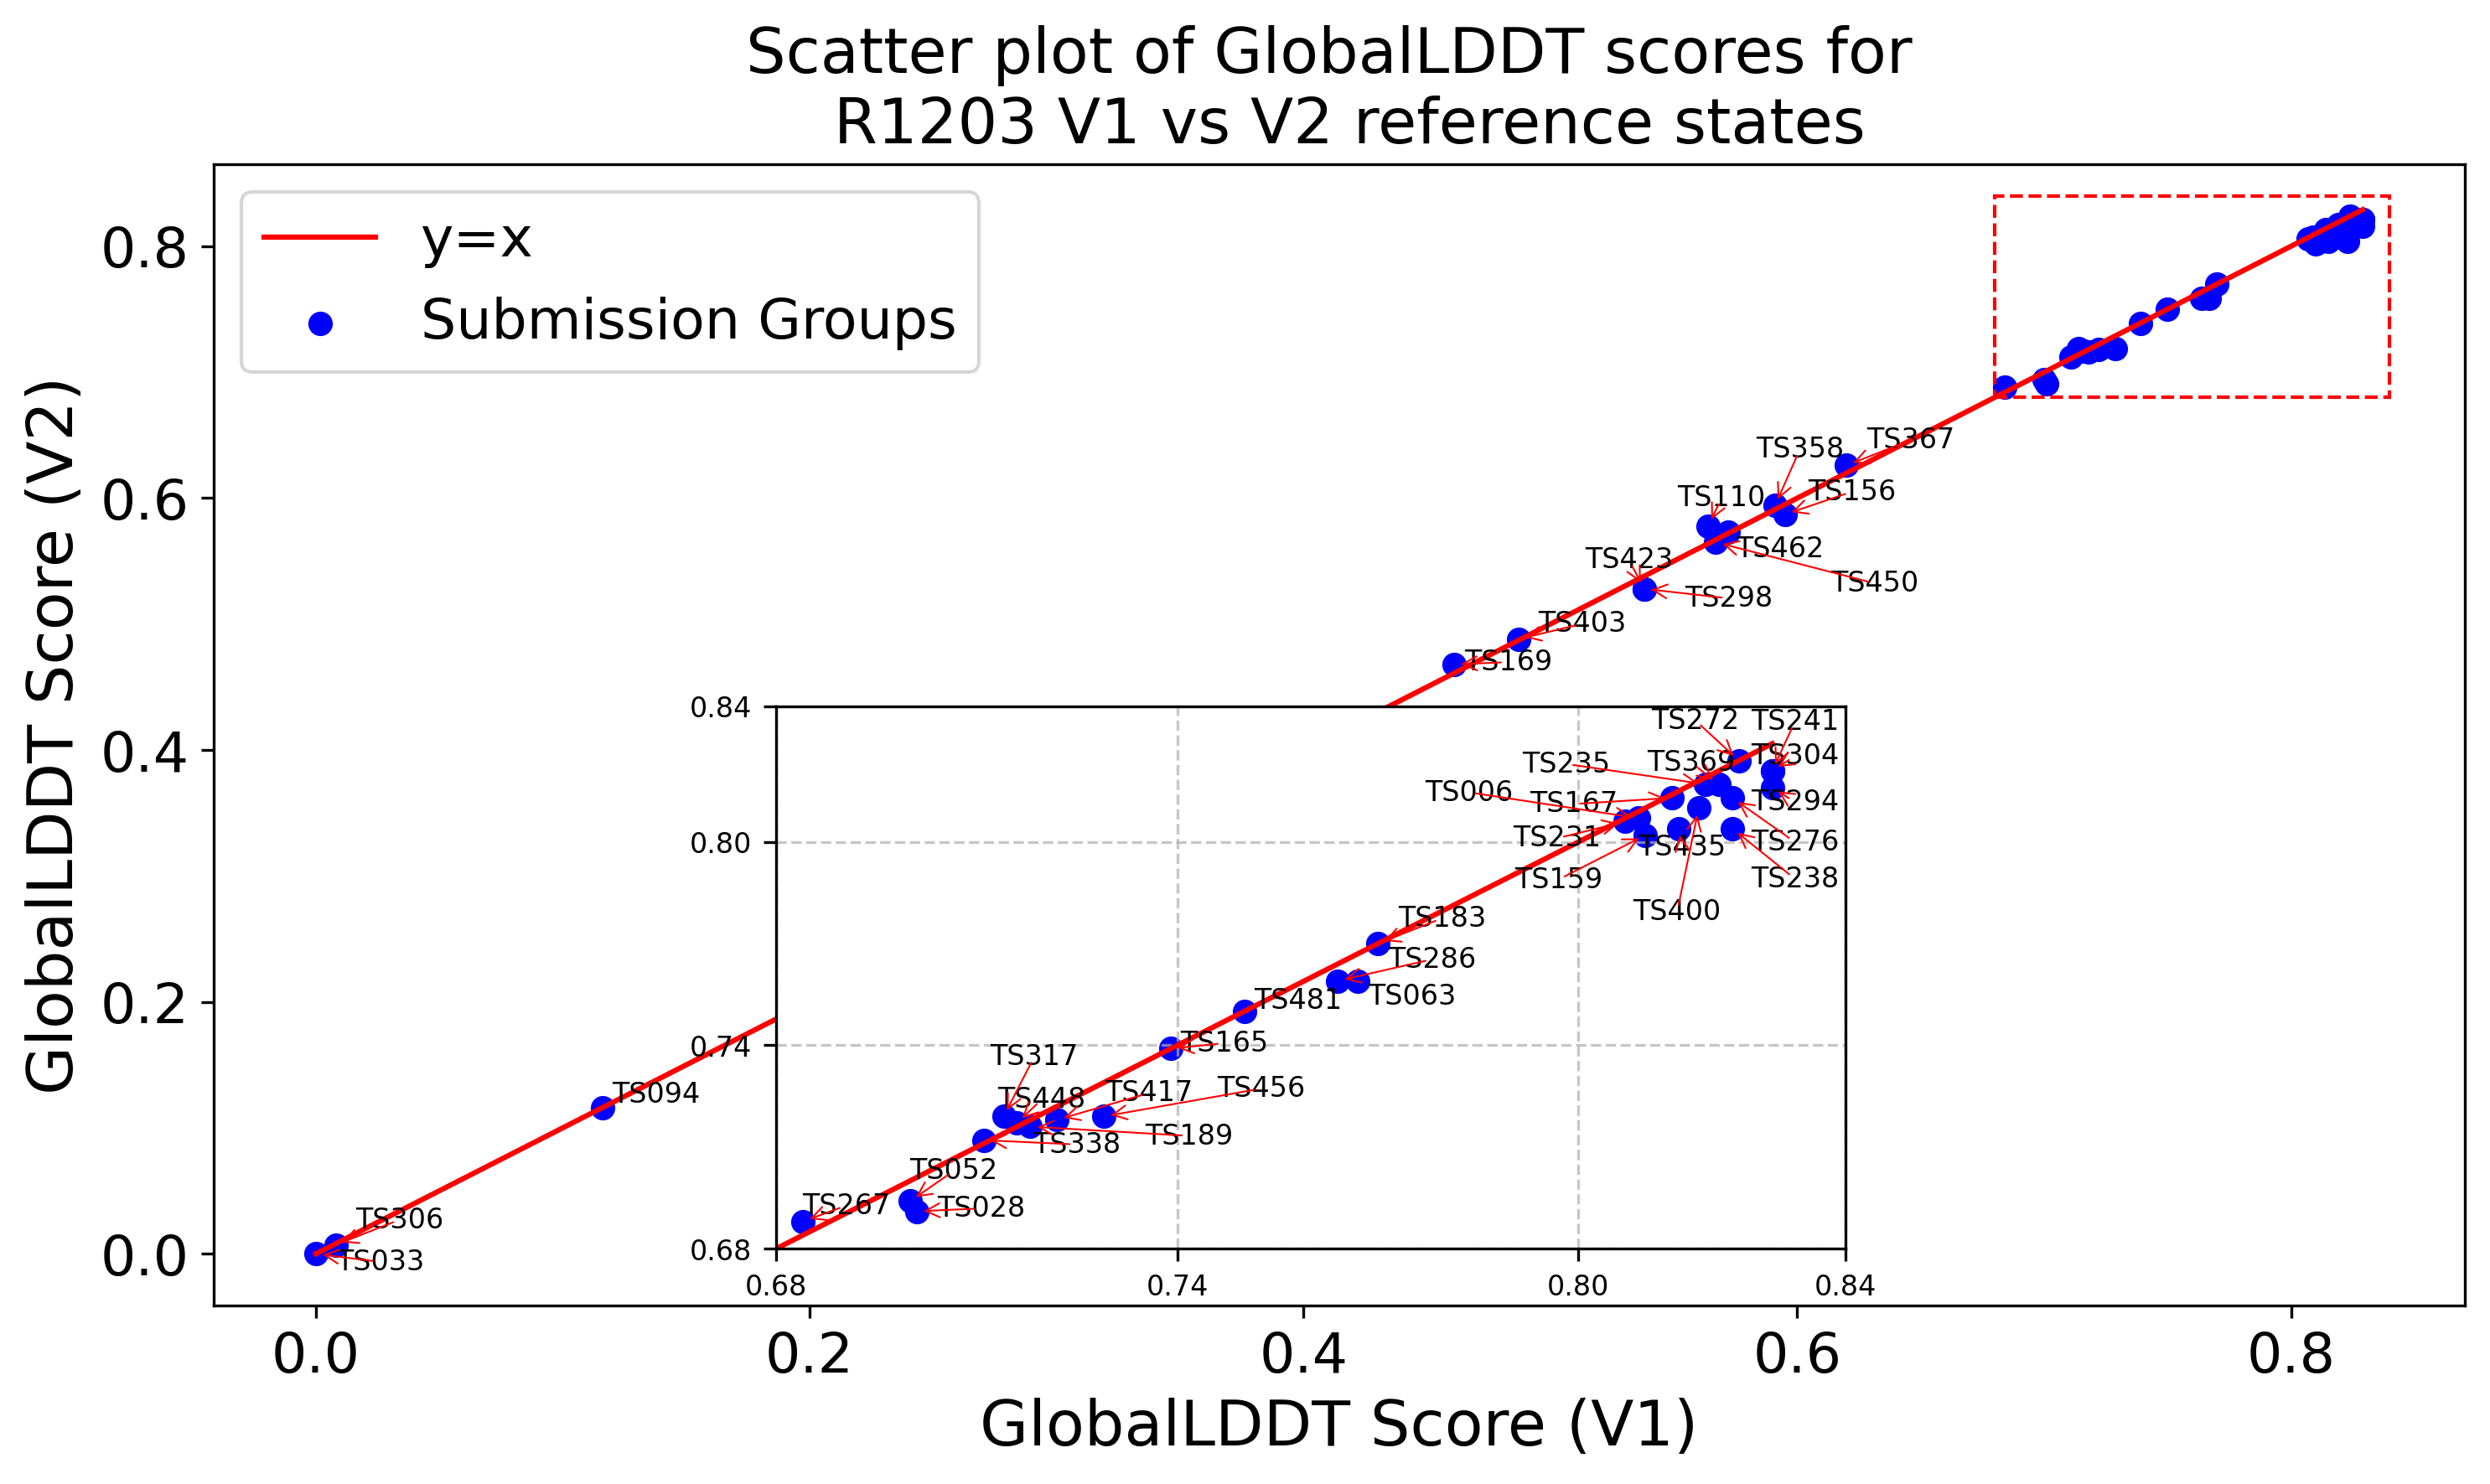 Scatter plot of GlobalLDDT scores for
R1203 V1 vs V2 reference states
y=x
Submission Groups
GlobalLDDT Score (V2)
0.8
0.6
0.4
0.2
0.0
TS367
TS358
TS156
TS110
TS462
TS423
TS450
TS298
TS403
TS169
TS094
TS306
TS033
0.84
0.80
0.74
0.68
TS272
TS241
TS235
TS369
TS304
TS006
TS167
TS294
TS231
TS435
TS276
TS159
TS238
TS400
TS183
TS286
TS063
TS481
TS165
TS317
TS448
TS417
TS456
TS338
TS189
TS052
TS267
TS028
0.68
0.74
0.80
0.84
0.0
0.2
0.4
0.6
0.8
GlobalLDDT Score (V1)